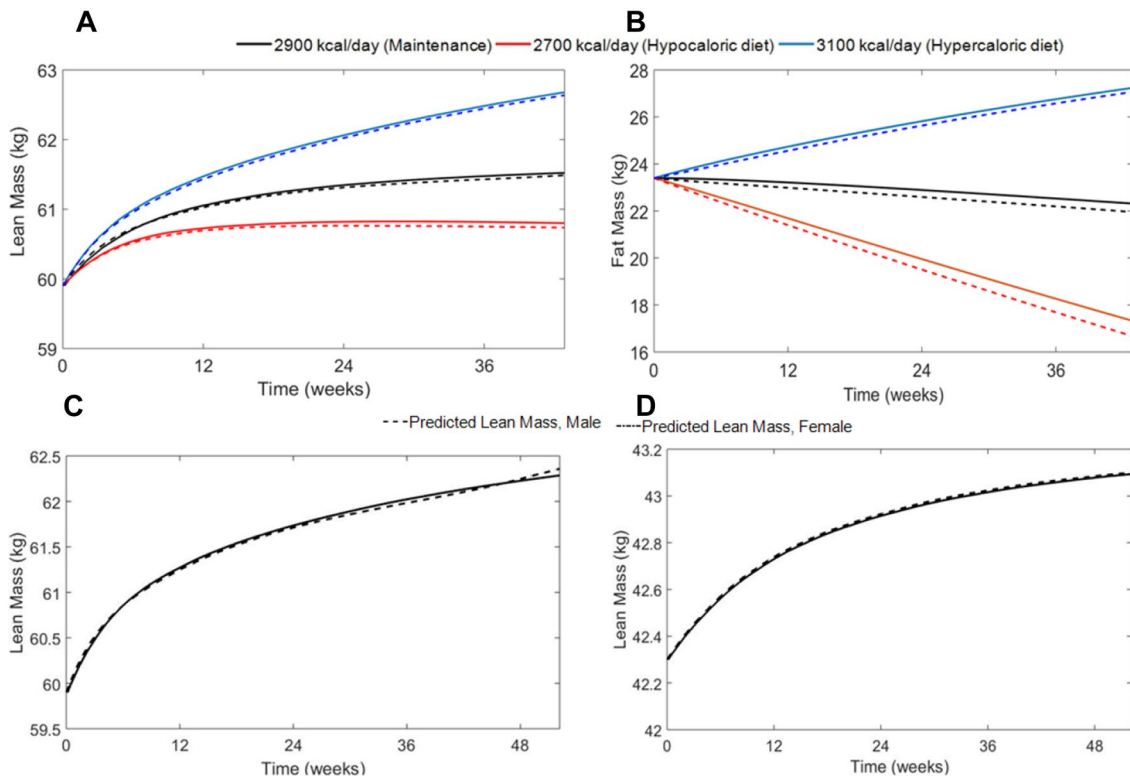 A
B
2900 kcal/day (Maintenance) 2700 kcal/day (Hypocaloric diet) 3100 kcal/day (Hypercaloric diet)
Lean Mass (kg)
63
62
61
60
59
0 12 24 36
Time (weeks)
Fat Mass (kg)
28
26
24
22
20
18
16
0 12 24 36
Time (weeks)
C
D
Predicted Lean Mass, Male Predicted Lean Mass, Female
Lean Mass (kg)
62.5
62
61.5
61
60.5
60
59.5
0 12 24 36 48
Time (weeks)
Lean Mass (kg)
43.2
43
42.8
42.6
42.4
42.2
42
0 12 24 36 48
Time (weeks)